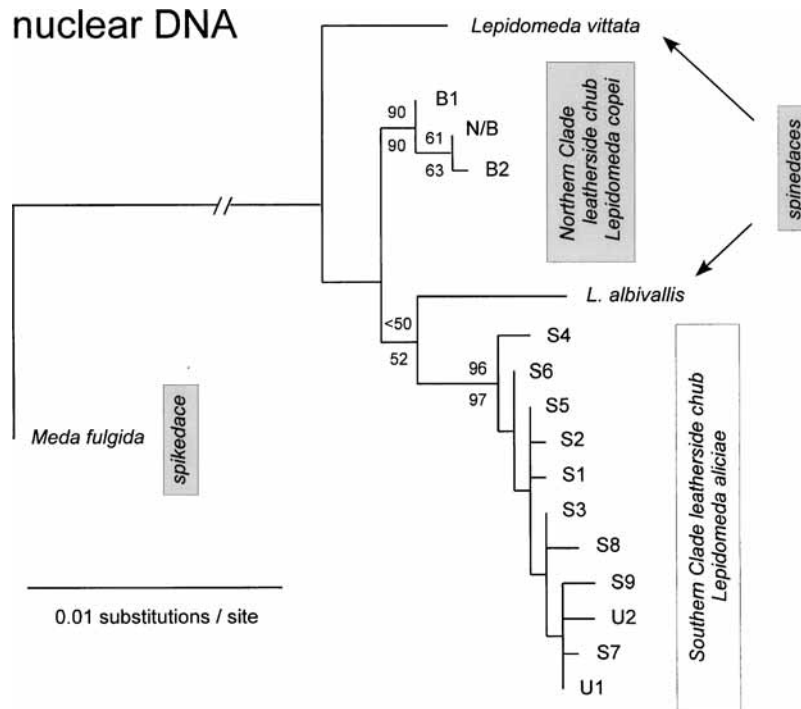 nuclear DNA
Lepidomeda vittata
90
90
B1
61
63
N/B
B2
Northern Clade
leatherside chub
Lepidomeda copei
spinedaces
L. albivallis
<50
52
96
97
S4
S6
S5
S2
S1
S3
S8
S9
U2
S7
U1
Southern Clade leatherside chub
Lepidomeda aliciae
Meda fulgida
spikedace
0.01 substitutions / site